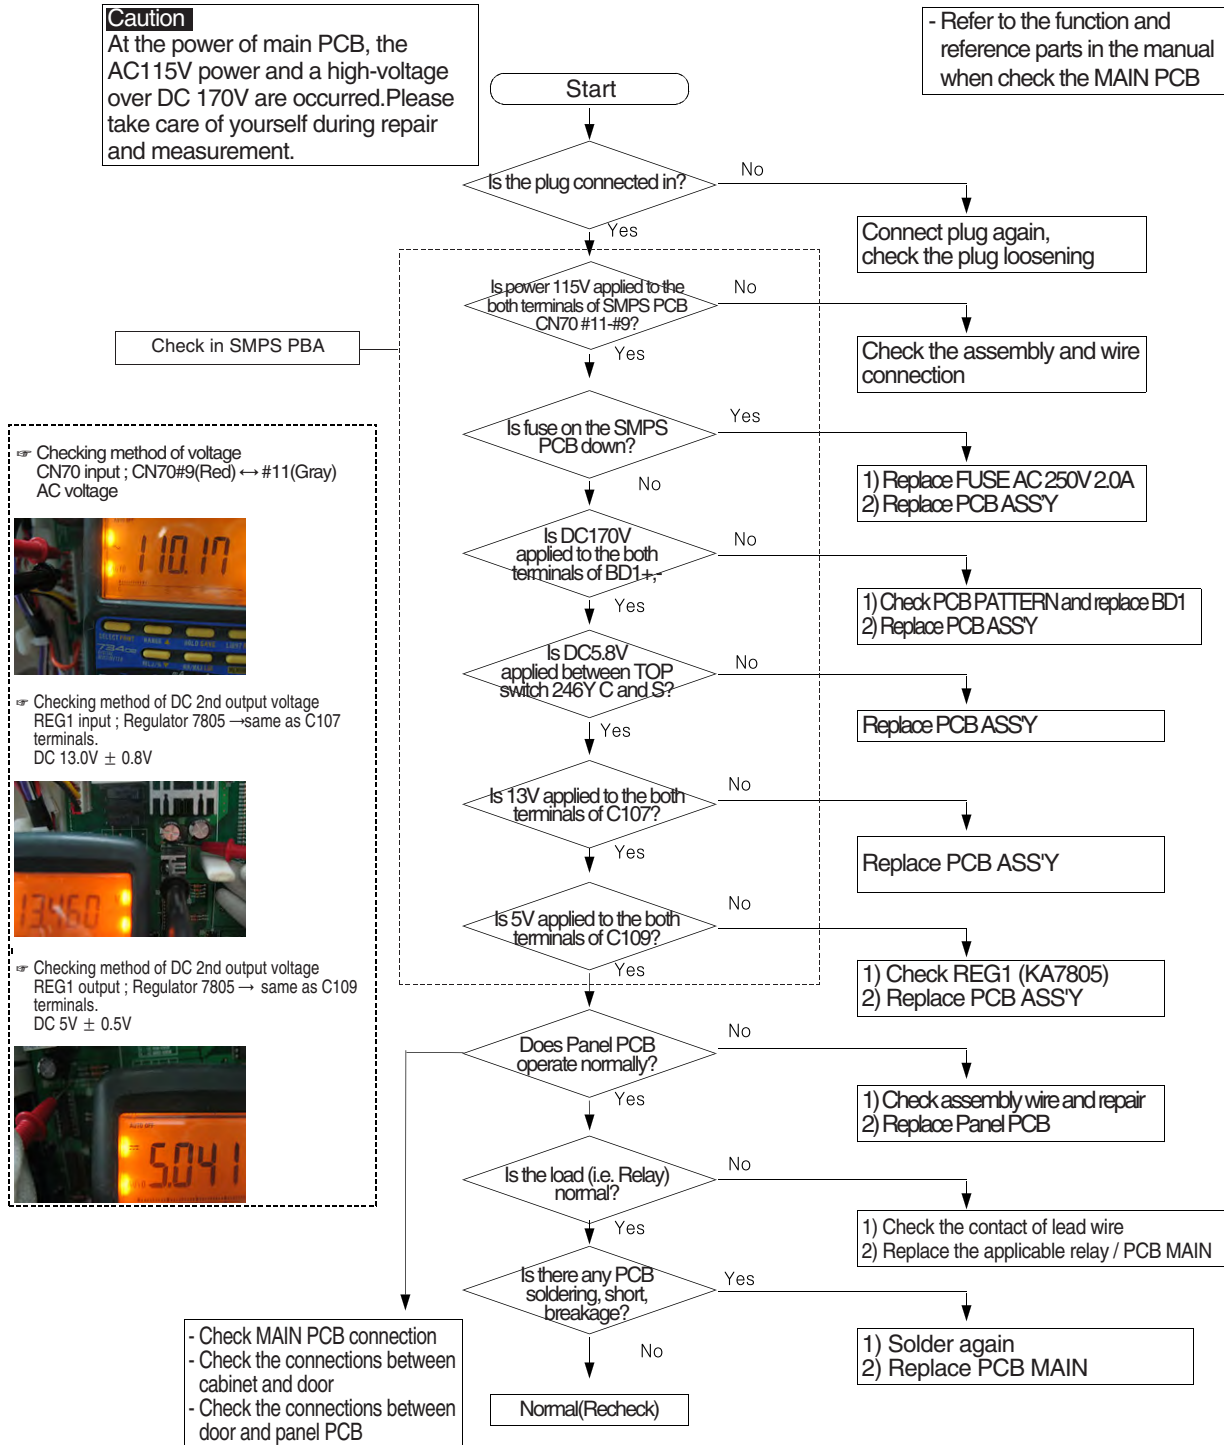 Caution
At the power of main PCB, the
AC115V power and a high-voltage
over DC 170V are occurred.Please
take care of yourself during repair
and measurement.
- Refer to the function and
reference parts in the manual
when check the MAIN PCB
Start
Is the plug connected in?
No
Yes
Connect plug again,
check the plug loosening
Is power 115V applied to the
both terminals of SMPS PCB
CN70 #11-#9?
No
Yes
Check in SMPS PBA
Check the assembly and wire
connection
Is fuse on the SMPS
PCB down?
Yes
No
1) Replace FUSE AC 250V 2.0A
2) Replace PCB ASS'Y
☞ Checking method of voltage
CN70 input ; CN70#9(Red) ↔ #11(Gray)
AC voltage
110.17
SELECT POINT
RANGE ▲
HOLD SAVE
Is DC170V
applied to the both
terminals of BD1+,-
No
Yes
1) Check PCB PATTERN and replace BD1
2) Replace PCB ASS'Y
Is DC5.8V
applied between TOP
switch 246Y C and S?
No
Yes
Replace PCB ASS'Y
☞ Checking method of DC 2nd output voltage
REG1 input ; Regulator 7805 →same as C107
terminals.
DC 13.0V ± 0.8V
13.460
Is 13V applied to the both
terminals of C107?
No
Yes
Replace PCB ASS'Y
Is 5V applied to the both
terminals of C109?
No
Yes
1) Check REG1 (KA7805)
2) Replace PCB ASS'Y
☞ Checking method of DC 2nd output voltage
REG1 output ; Regulator 7805 → same as C109
terminals.
DC 5V ± 0.5V
AUTO OFF
5.041
Does Panel PCB
operate normally?
No
Yes
1) Check assembly wire and repair
2) Replace Panel PCB
Is the load (i.e. Relay)
normal?
No
Yes
1) Check the contact of lead wire
2) Replace the applicable relay / PCB MAIN
Is there any PCB
soldering, short,
breakage?
Yes
No
1) Solder again
2) Replace PCB MAIN
- Check MAIN PCB connection
- Check the connections between
cabinet and door
- Check the connections between
door and panel PCB
Normal(Recheck)